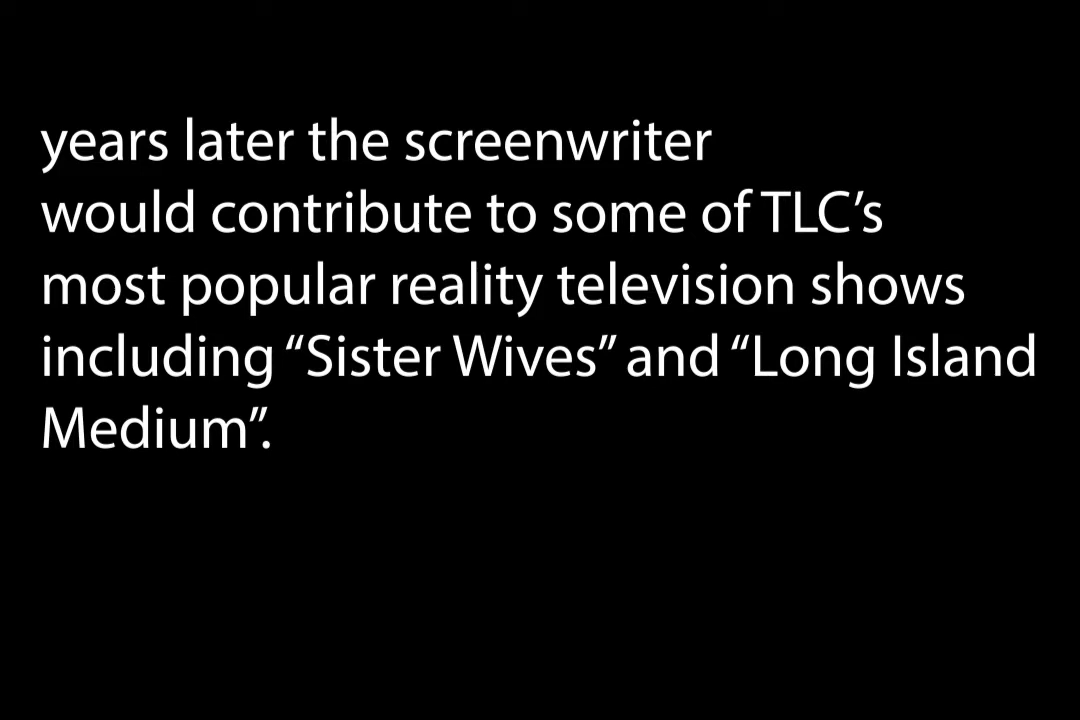 years later the screenwriter
would contribute to some of TLC’s
most popular reality television shows
including “Sister Wives” and “Long Island
Medium”.